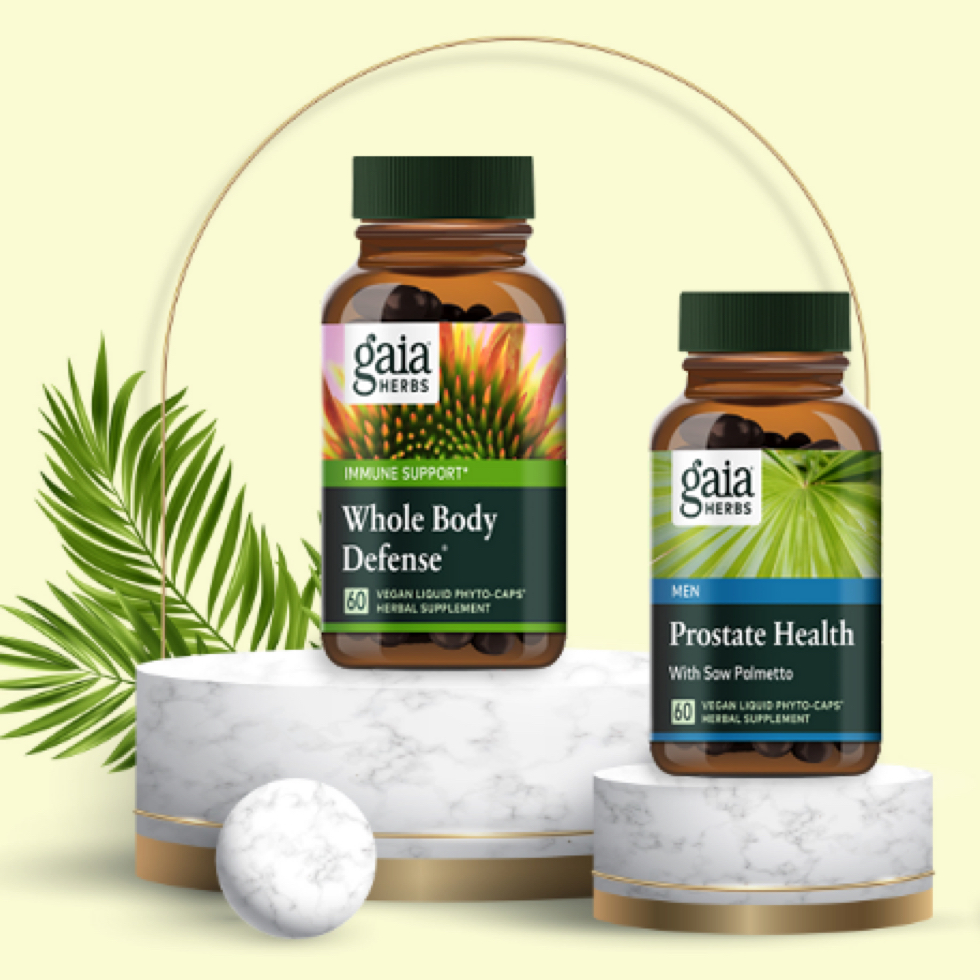 gaia
HERBS
IMMUNE SUPPORT*
Whole Body
Defense®
60 VEGAN LIQUID PHYTO-CAPS®
HERBAL SUPPLEMENT
gaia
HERBS
MEN
Prostate Health
With Saw Palmetto
60 VEGAN LIQUID PHYTO-CAPS®
HERBAL SUPPLEMENT